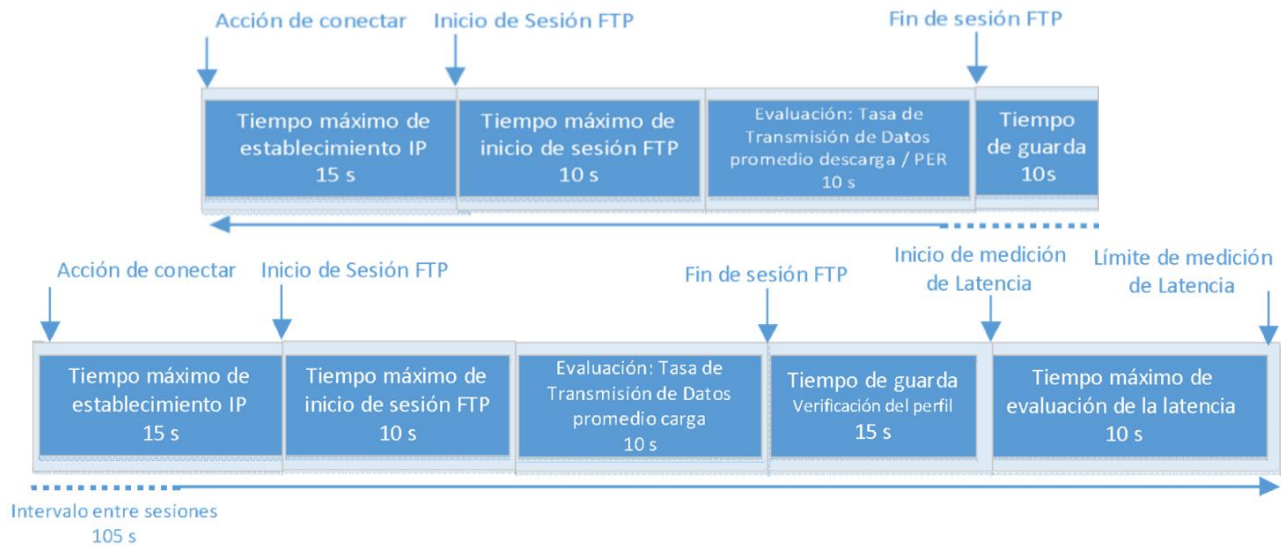 Acción de conectar
Inicio de Sesión FTP
Fin de sesión FTP
Tiempo máximo de
establecimiento IP
15 s
Tiempo máximo de
inicio de sesión FTP
10 s
Evaluación: Tasa de
Transmisión de Datos
promedio descarga / PER
10 s
Tiempo
de guarda
10s
Acción de conectar
Inicio de Sesión FTP
Fin de sesión FTP
Inicio de medición
de Latencia
Límite de medición
de Latencia
Tiempo máximo de
establecimiento IP
15 s
Tiempo máximo de
inicio de sesión FTP
10 s
Evaluación: Tasa de
Transmisión de Datos
promedio carga
10 s
Tiempo de guarda
Verificación del perfil
15 s
Tiempo máximo de
evaluación de la latencia
10 s
Intervalo entre sesiones
105 s